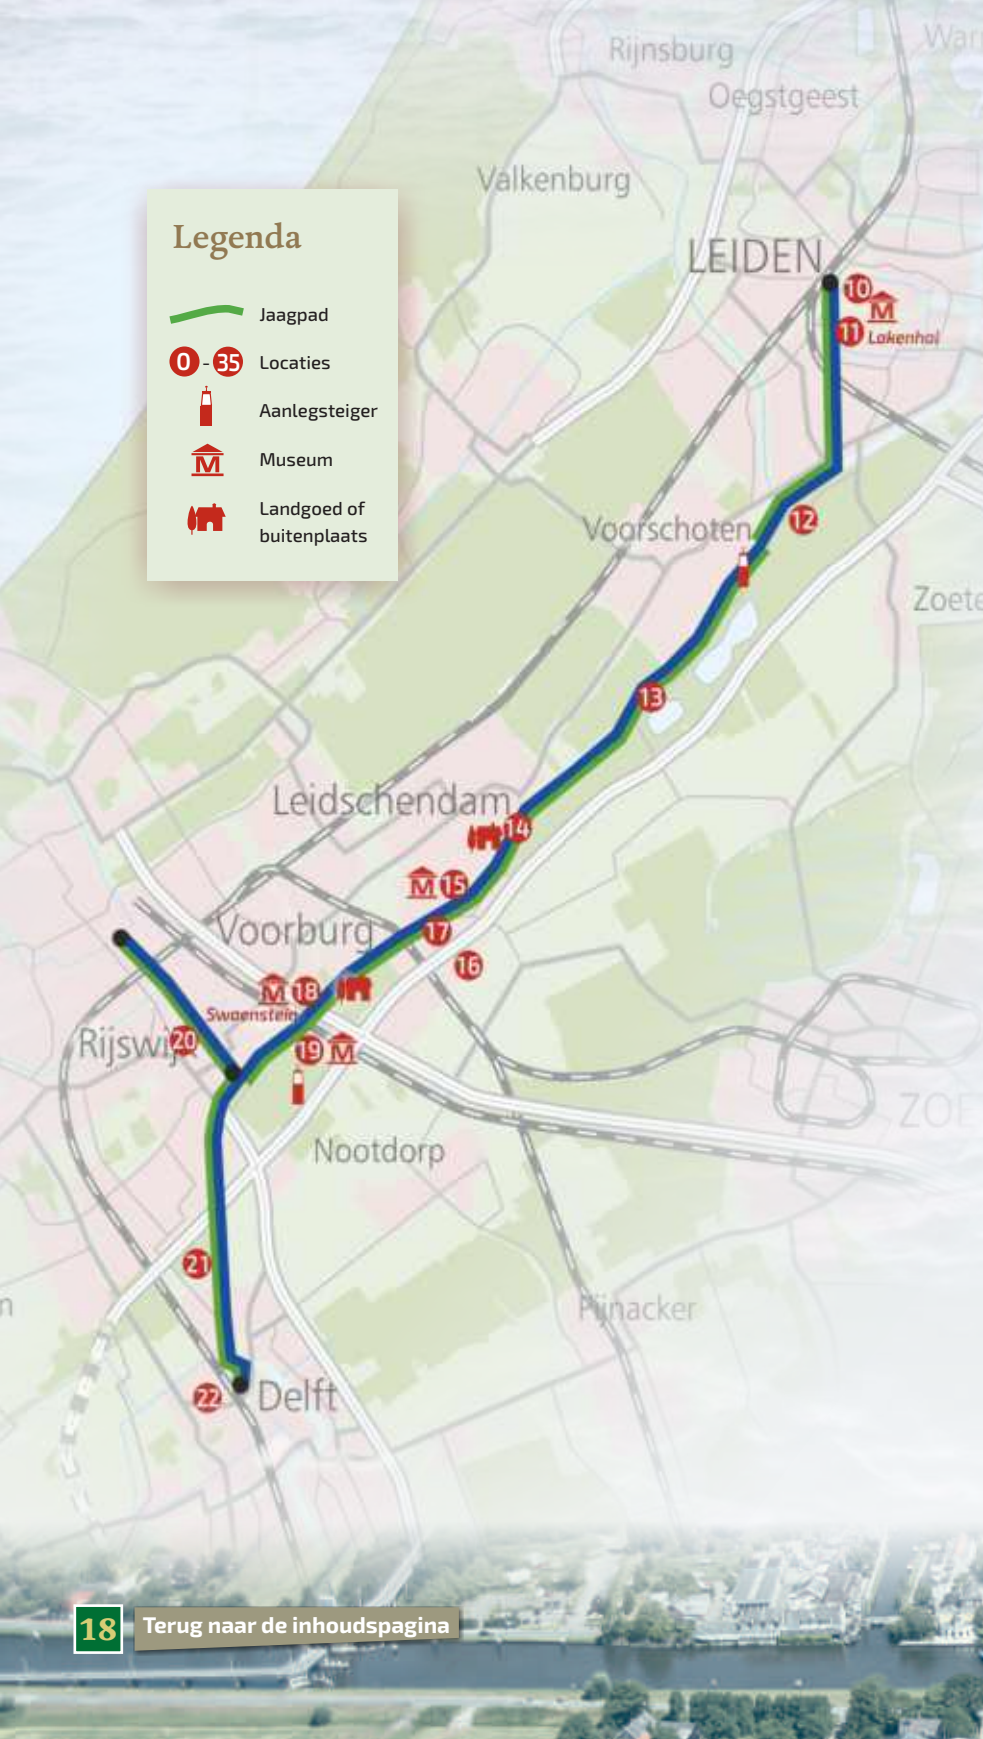 Rijnsburg
Oegstgeest
Valkenburg
LEIDEN
Legenda
Jaagpad
0 - 35 Locaties
Aanlegsteiger
M Museum
Landgoed of
buitenplaats
10
M
11 Lakenhal
12
Voorschoten
13
Leidschendam
14
M 15
Voorburg
17
16
M 18
Swaensteijn
19 M
Rijswijk
20
Nootdorp
21
Pijnacker
22
Delft
18
Terug naar de inhoudspagina